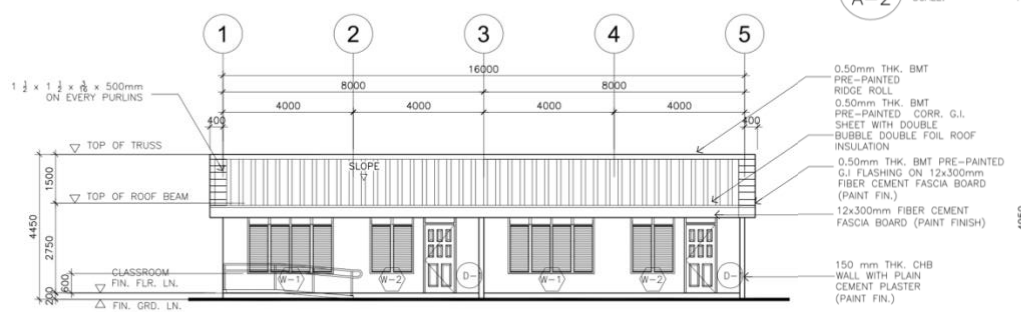 A-2
1
2
3
4
5
16000
8000
8000
4000
4000
4000
4000
400
400
1 1/2 × 1 1/2 × 3/16 × 500mm
ON EVERY PURLINS
TOP OF TRUSS
SLOPE
TOP OF ROOF BEAM
1500
4450
2750
600
200
CLASSROOM
FIN. FLR. LN.
FIN. GRD. LN.
W-1
W-2
W-1
W-2
0.50mm THK. BMT
PRE-PAINTED
RIDGE ROLL
0.50mm THK. BMT
PRE-PAINTED CORR. G.I.
SHEET WITH DOUBLE
BUBBLE DOUBLE FOIL ROOF
INSULATION
0.50mm THK. BMT PRE-PAINTED
G.I FLASHING ON 12x300mm
FIBER CEMENT FASCIA BOARD
(PAINT FIN.)
12x300mm FIBER CEMENT
FASCIA BOARD (PAINT FINISH)
150 mm THK. CHB
WALL WITH PLAIN
CEMENT PLASTER
(PAINT FIN.)